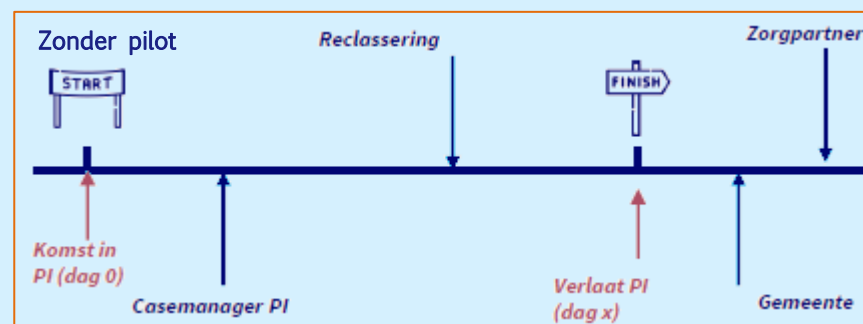 Zonder pilot
Reclassering
Zorgpartner
START
FINISH
Komst in
PI (dag 0)
Casemanager PI
Verlaat PI
(dag x)
Gemeente